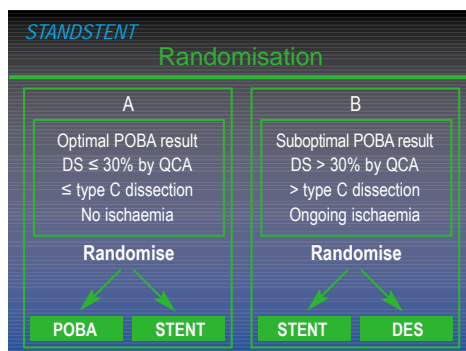 STANDSTENT
Randomisation
A
Optimal POBA result
DS ≤ 30% by QCA
≤ type C dissection
No ischaemia
Randomise
POBA
STENT
B
Suboptimal POBA result
DS > 30% by QCA
> type C dissection
Ongoing ischaemia
Randomise
STENT
DES